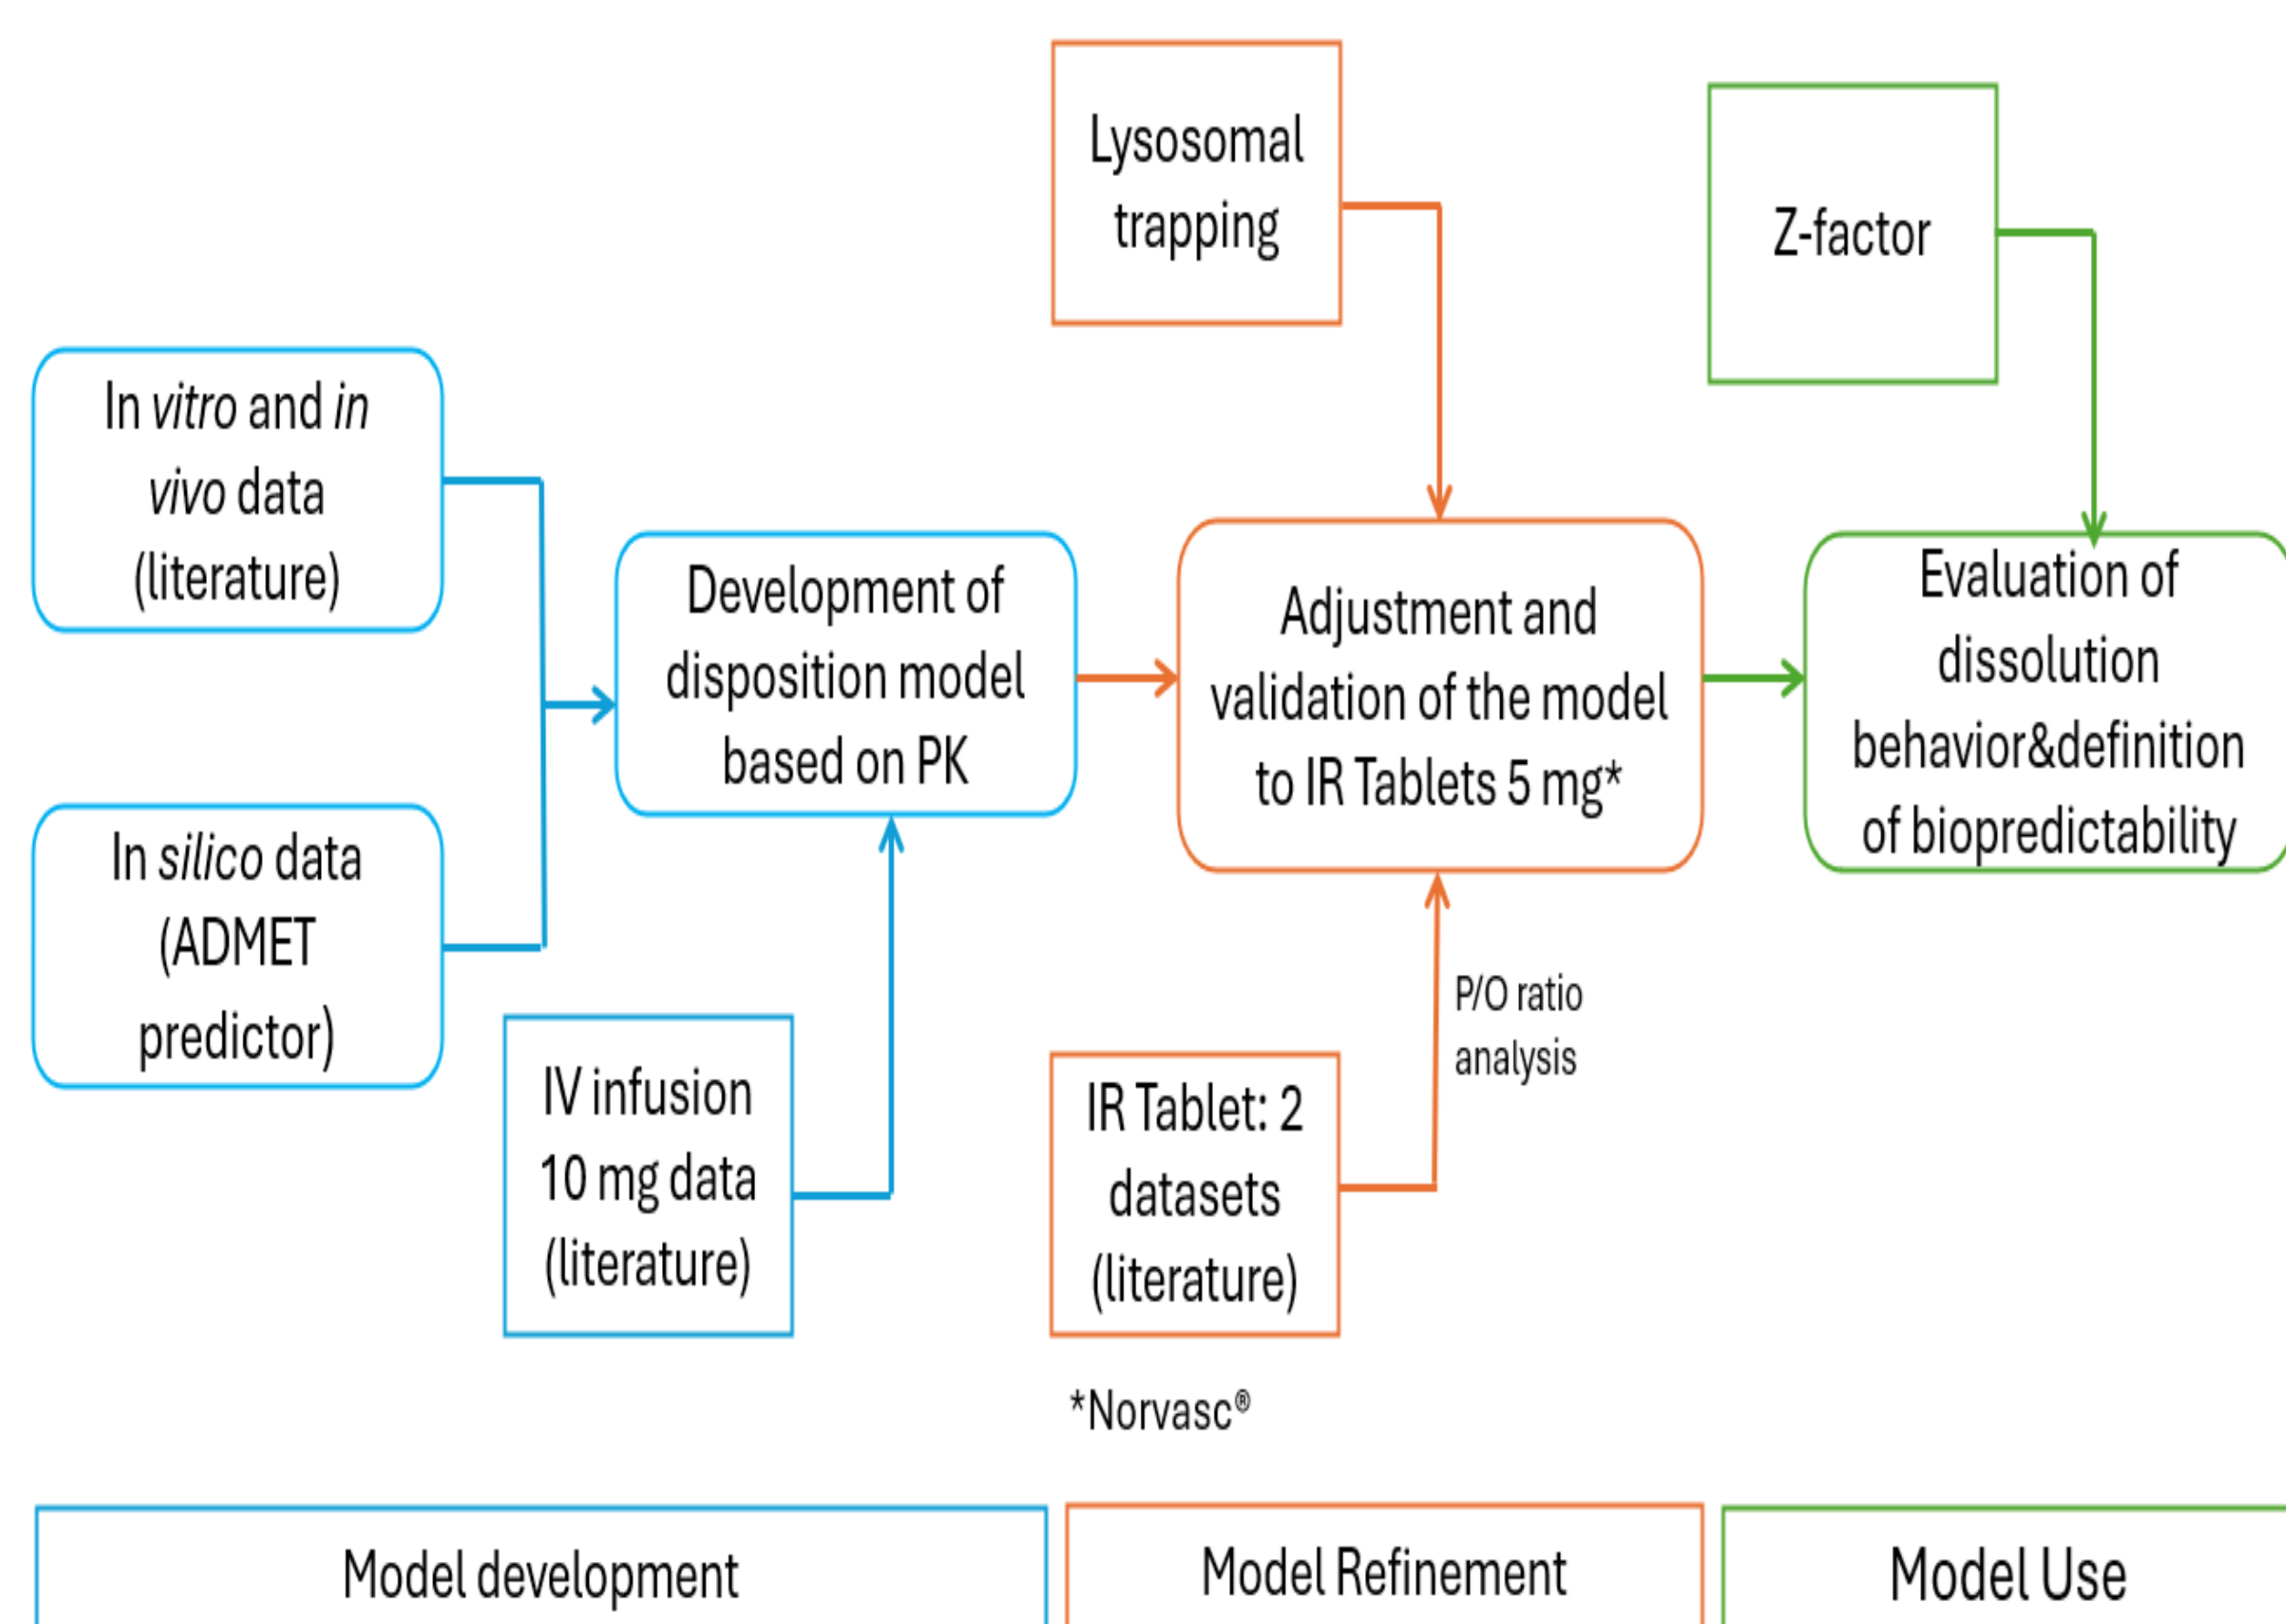 Lysosomal
trapping
Z-factor
In vitro and in
vivo data
(literature)
In silico data
(ADMET
predictor)
Development of
disposition model
based on PK
IV infusion
10 mg data
(literature)
Adjustment and
validation of the model
to IR Tablets 5 mg*
P/O ratio
analysis
IR Tablet: 2
datasets
(literature)
Evaluation of
dissolution
behavior&definition
of biopredictability
*Norvasc®
Model development
Model Refinement
Model Use